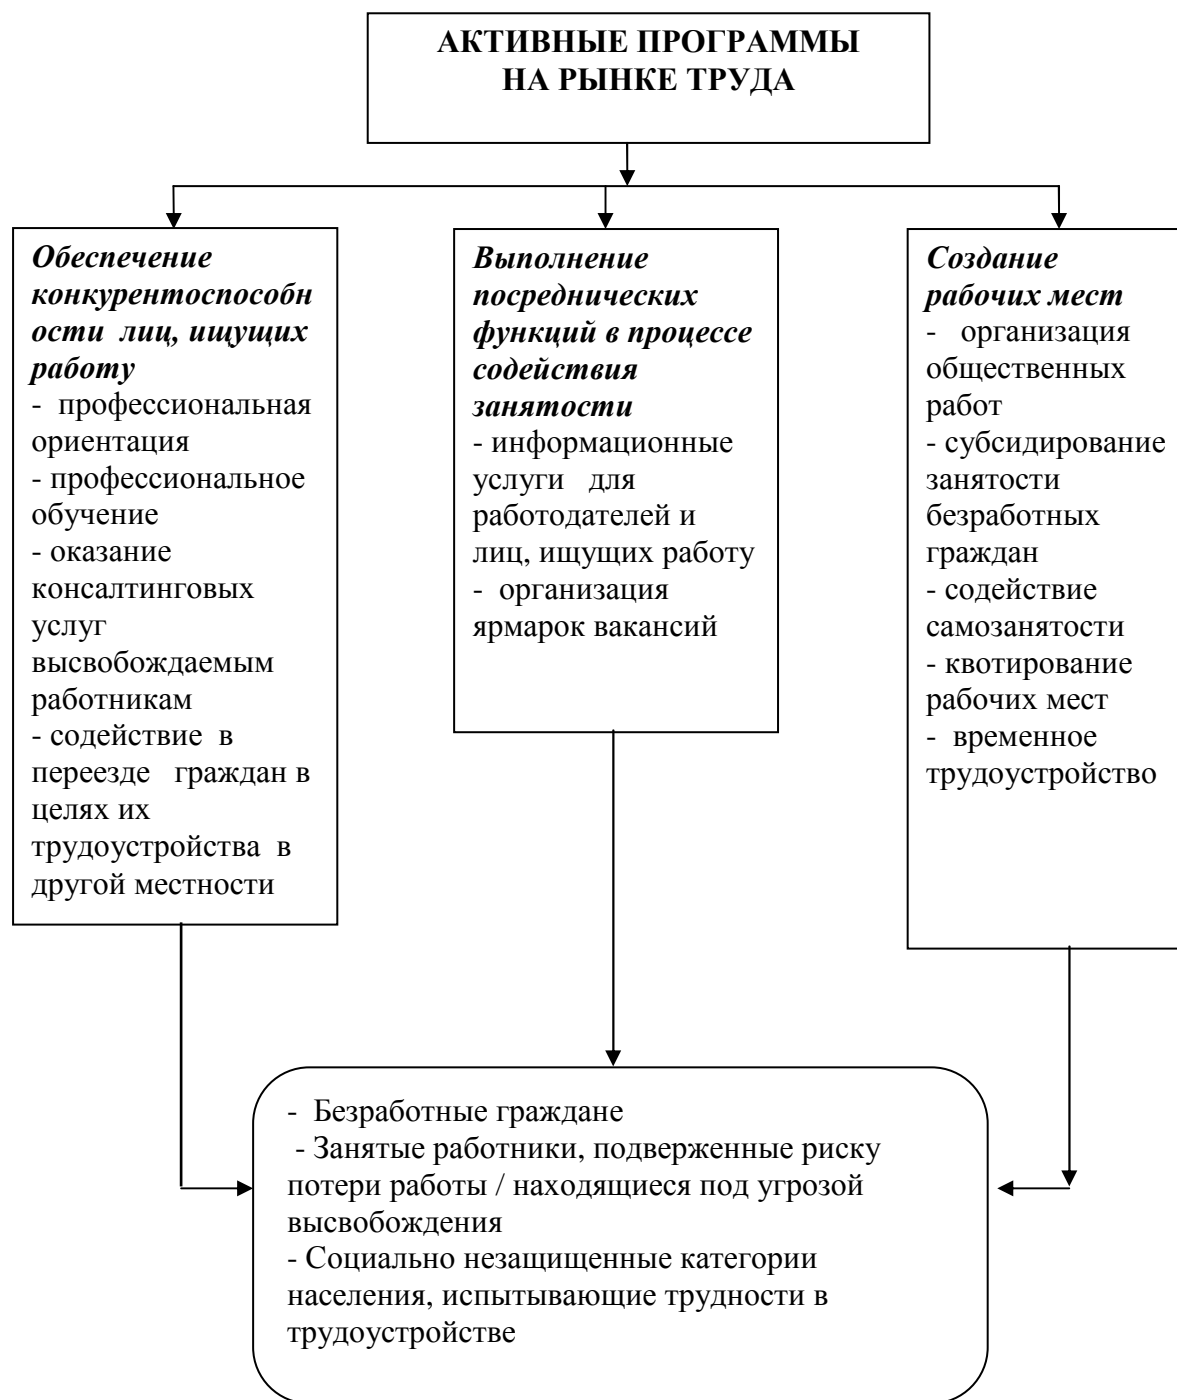 АКТИВНЫЕ ПРОГРАММЫ
НА РЫНКЕ ТРУДА
Обеспечение
конкурентоспособн
ости лиц, ищущих
работу
- профессиональная
ориентация
- профессиональное
обучение
- оказание
консалтинговых
услуг
высвобождаемым
работникам
- содействие в
переезде граждан в
целях их
трудоустройства в
другой местности
Выполнение
посреднических
функций в процессе
содействия
занятости
- информационные
услуги для
работодателей и
лиц, ищущих работу
- организация
ярмарок вакансий
Создание
рабочих мест
- организация
общественных
работ
- субсидирование
занятости
безработных
граждан
- содействие
самозанятости
- квотирование
рабочих мест
- временное
трудоустройство
- Безработные граждане
- Занятые работники, подверженные риску
потери работы / находящиеся под угрозой
высвобождения
- Социально незащищенные категории
населения, испытывающие трудности в
трудоустройстве